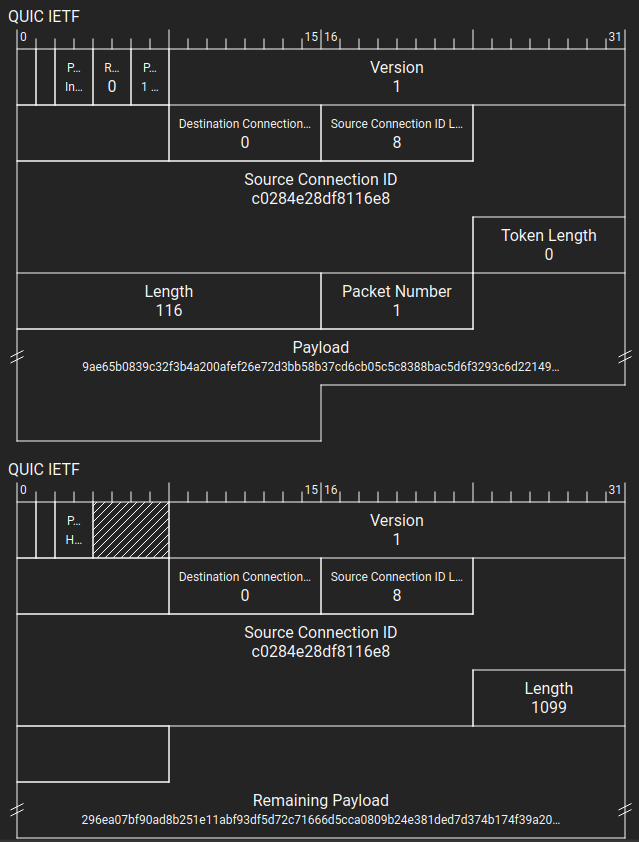 QUIC IETF
0 15 16 31
P... R... P... Version
In... 0 1 ... 1
Destination Connection... Source Connection ID L...
0 8
Source Connection ID
c0284e28df8116e8
Token Length
0
Length Packet Number
116 1
Payload
9ae65b0839c32f3b4a200afef26e72d3bb58b37cd6cb05c5c8388bac5d6f3293c6d22149...
QUIC IETF
0 15 16 31
P... Version
H... 1
Destination Connection... Source Connection ID L...
0 8
Source Connection ID
c0284e28df8116e8
Length
1099
Remaining Payload
296ea07bf90ad8b251e11abf93df5d72c71666d5cca0809b24e381ded7d374b174f39a20...